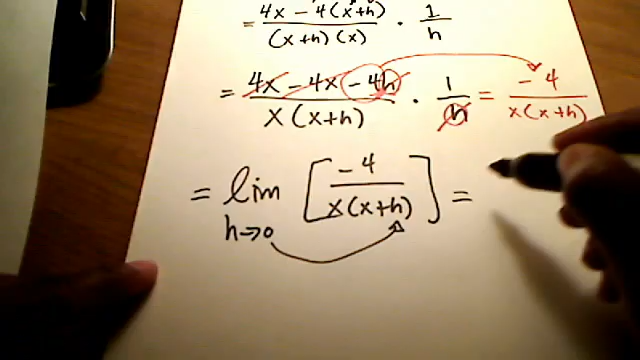 = 4x - 4(x+h) / (x+h)(x) · 1/h
= 4x - 4x - 4h / x(x+h) · 1/h = -4 / x(x+h)
= lim h→0 [ -4 / x(x+h) ] =